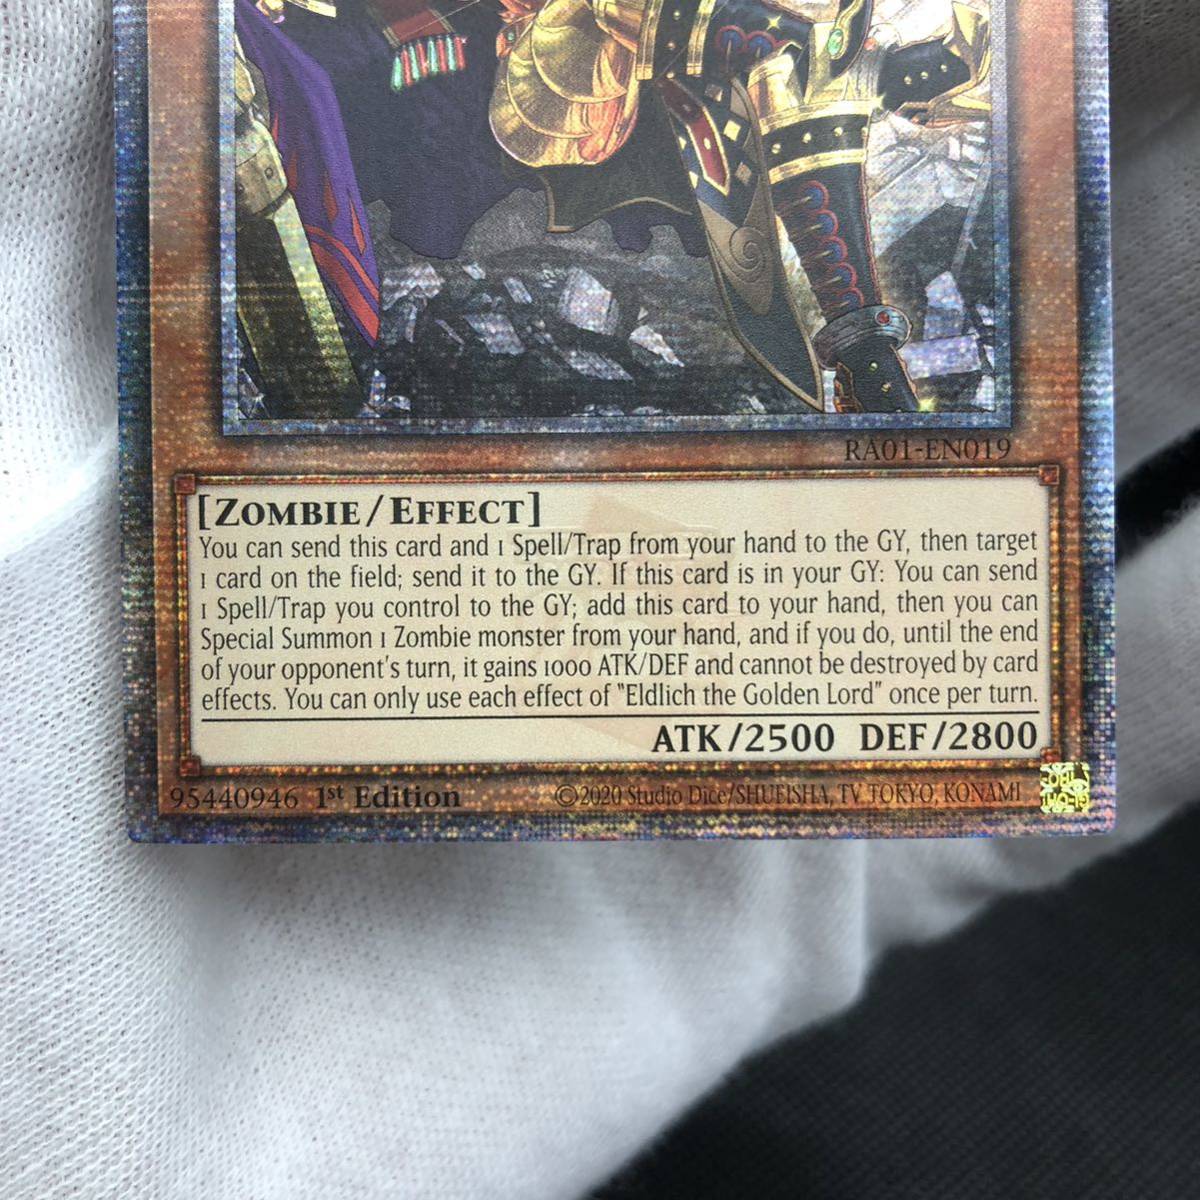 RA01-EN019
[ZOMBIE/EFFECT]
You can send this card and 1 Spell/Trap from your hand to the GY, then target
1 card on the field; send it to the GY. If this card is in your GY: You can send
1 Spell/Trap you control to the GY; add this card to your hand, then you can
Special Summon 1 Zombie monster from your hand, and if you do, until the end
of your opponent's turn, it gains 1000 ATK/DEF and cannot be destroyed by card
effects. You can only use each effect of "Eldlich the Golden Lord" once per turn.
ATK/2500 DEF/2800
95440946 1st Edition ©2020 Studio Dice/SHUEISHA, TV TOKYO, KONAMI